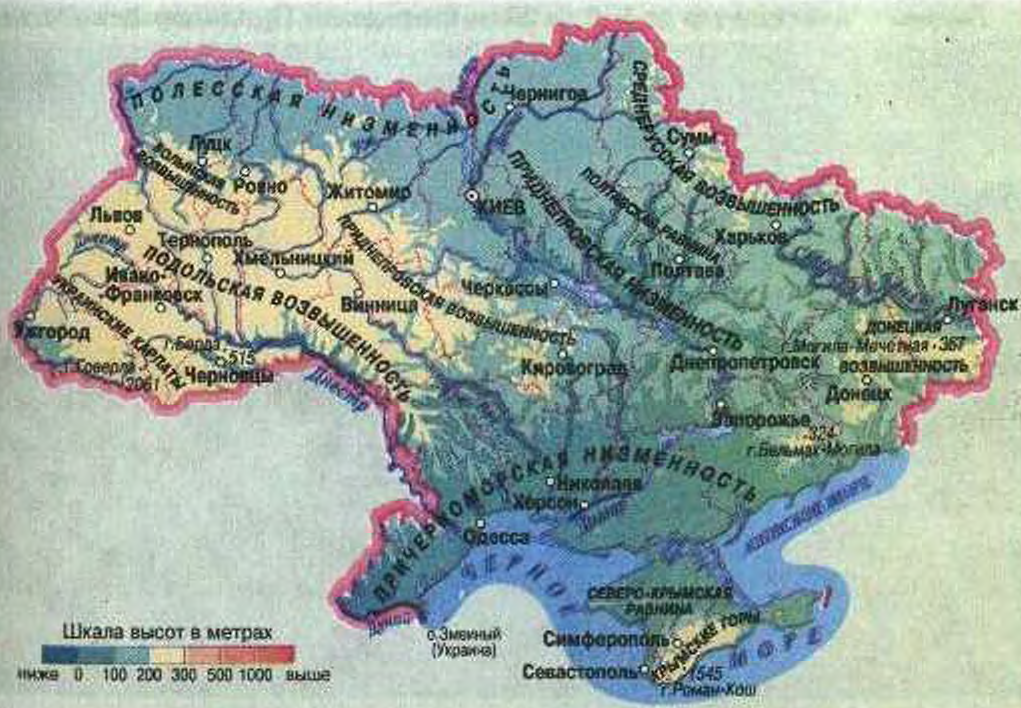 ПОЛЕССКАЯ НИЗМЕННОСТЬ
Чернигов
СРЕДНЕРУССКАЯ ВОЗВЫШЕННОСТЬ
Сумы
Луцк
ВОЛЫНСКАЯ
ВОЗВЫШЕННОСТЬ
Ровно
Житомир
КИЕВ
ПРИДНЕПРОВСКАЯ НИЗМЕННОСТЬ
ПОЛТАВСКАЯ РАВНИНА
Львов
Днестр
Тернополь
Хмельницкий
ПРИДНЕПРОВСКАЯ ВОЗВЫШЕННОСТЬ
Харьков
Полтава
Ивано-
Франковск
ПОДОЛЬСКАЯ ВОЗВЫШЕННОСТЬ
Винница
Черкассы
Луганск
Ужгород
УКРАИНСКИЕ КАРПАТЫ
г.Берда
515
г.Говерла
2061
Черновцы
Днестр
Кировоград
Днепропетровск
ДОНЕЦКАЯ
г.Могила-Мечетная 367
ВОЗВЫШЕННОСТЬ
Донецк
Запорожье
324
г.Бельмак-Могила
ПРИЧЕРНОМОРСКАЯ НИЗМЕННОСТЬ
Николаев
Херсон
Днепр
Одесса
АЗОВСКОЕ МОРЕ
ЧЕРНОЕ
МОРЕ
Дунай
СЕВЕРО-КРЫМСКАЯ
РАВНИНА
о.Змеиный
(Украина)
Симферополь
КРЫМСКИЕ ГОРЫ
Севастополь
1545
г.Роман-Кош
Шкала высот в метрах
ниже 0 100 200 300 500 1000 выше